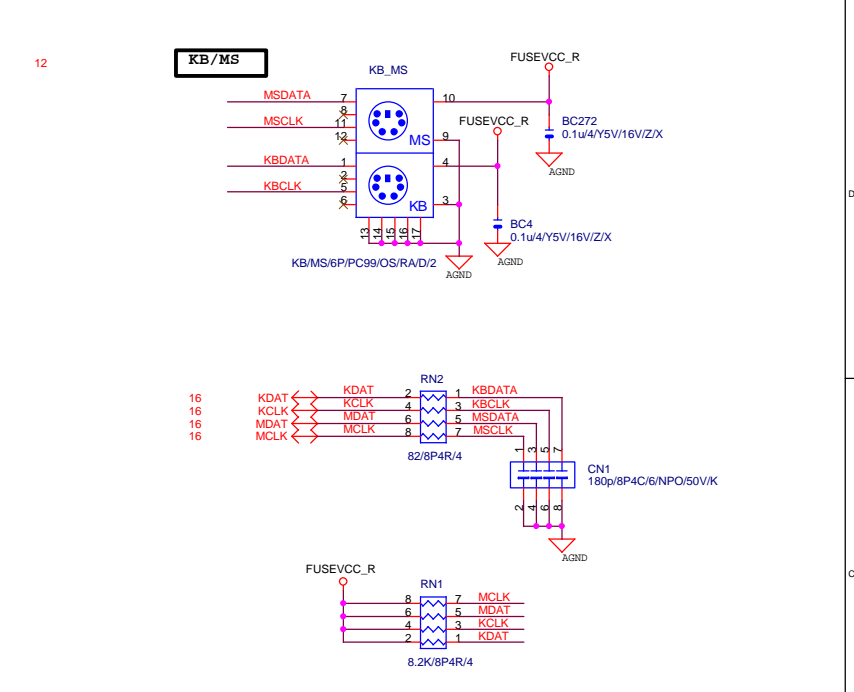 KB/MS
12
FUSEVCC_R
KB_MS
MSDATA 7 10
8
MSCLK 11
12 MS 9
FUSEVCC_R
BC272
0.1u/4/Y5V/16V/Z/X
AGND
KBDATA 1 4
2
KBCLK 5
6 KB 3
13 14 15 16 17
BC4
0.1u/4/Y5V/16V/Z/X
AGND
KB/MS/6P/PC99/OS/RA/D/2
AGND
D
RN2
16 KDAT KDAT 2 1 KBDATA
16 KCLK KCLK 4 3 KBCLK
16 MDAT MDAT 6 5 MSDATA
16 MCLK MCLK 8 7 MSCLK
82/8P4R/4
1 3 5 7
CN1
180p/8P4C/6/NPO/50V/K
2 4 6 8
AGND
C
FUSEVCC_R
RN1
8 7 MCLK
6 5 MDAT
4 3 KCLK
2 1 KDAT
8.2K/8P4R/4